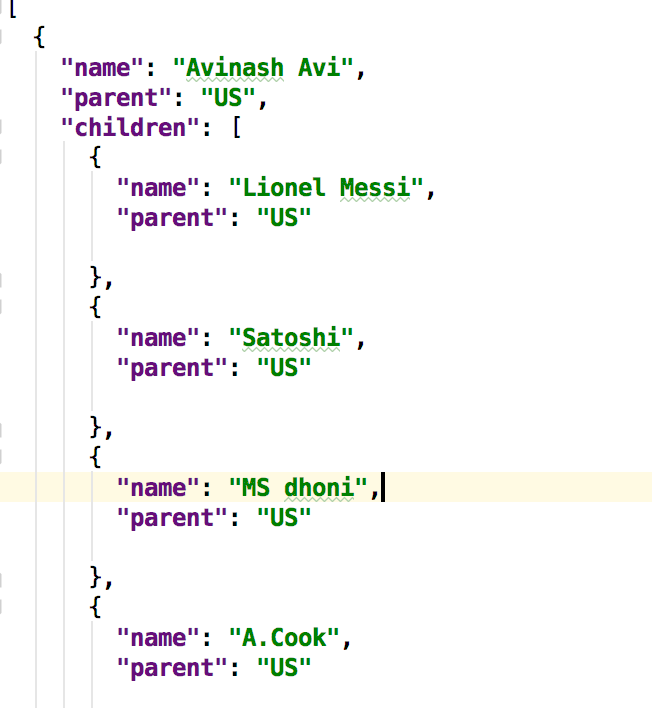 [
{
"name": "Avinash Avi",
"parent": "US",
"children": [
{
"name": "Lionel Messi",
"parent": "US"
},
{
"name": "Satoshi",
"parent": "US"
},
{
"name": "MS dhoni",
"parent": "US"
},
{
"name": "A.Cook",
"parent": "US"